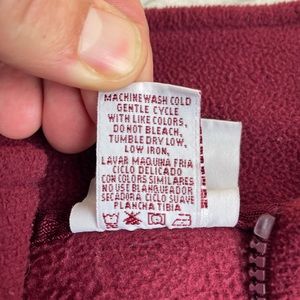 MACHINE WASH COLD
GENTLE CYCLE
WITH LIKE COLORS,
DO NOT BLEACH,
TUMBLE DRY LOW,
LOW IRON,
LAVAR MAQUINA FRIA
CICLO DELICADO
CON COLORES SIMILARES
NO USE BLANQUEADOR
SECADORA CICLO SUAVE
PLANCHA TIBIA